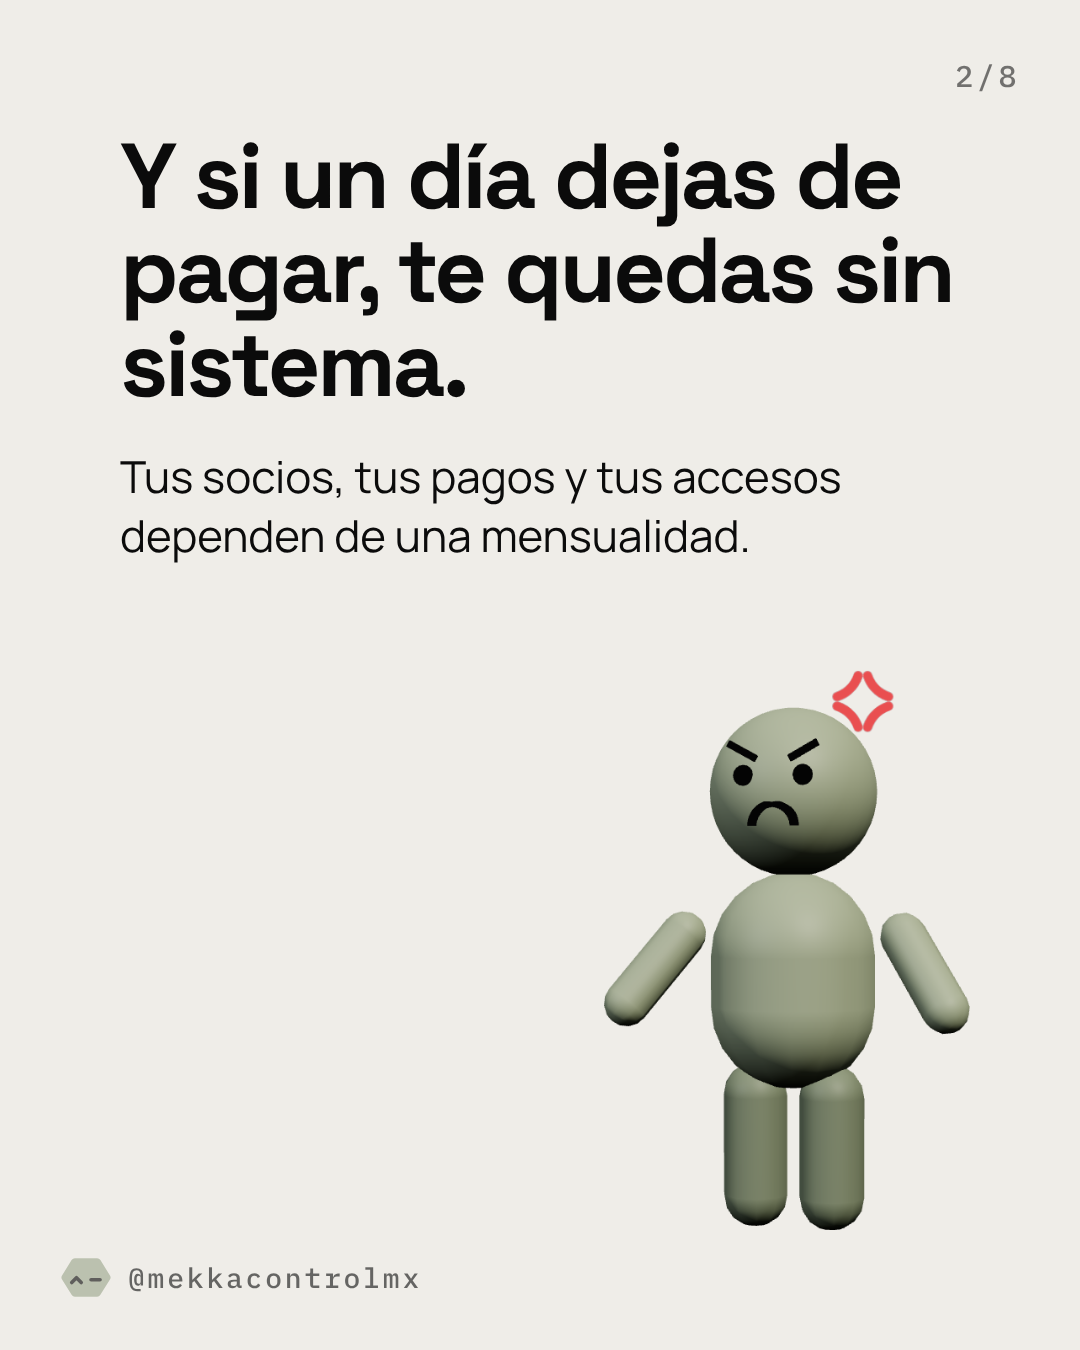 2/8
Y si un día dejas de
pagar, te quedas sin
sistema.
Tus socios, tus pagos y tus accesos
dependen de una mensualidad.
@mekkacontrolmx